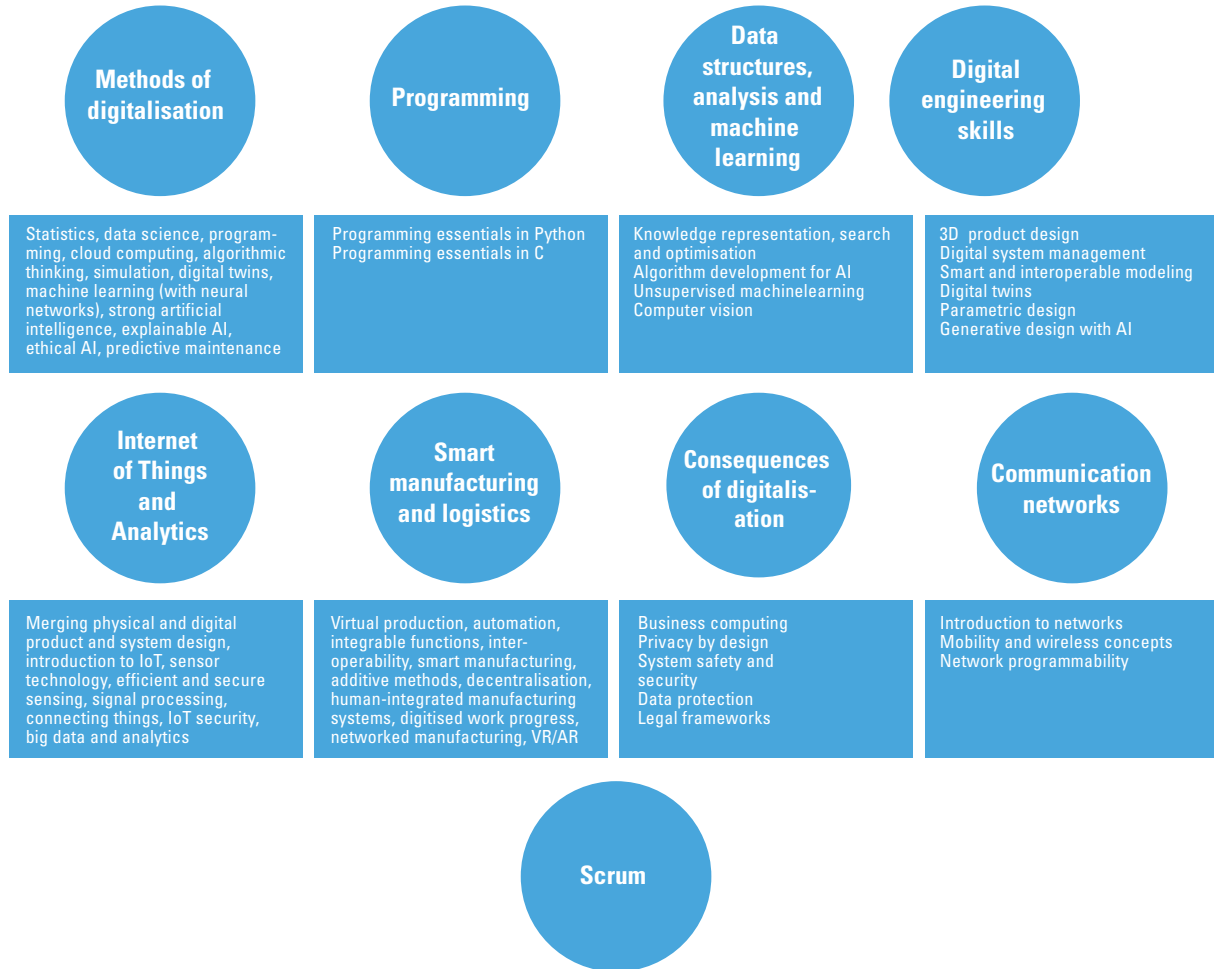 Methods of
digitalisation
Programming
Data
structures,
analysis and
machine
learning
Digital
engineering
skills
Statistics, data science, program-
ming, cloud computing, algorithmic
thinking, simulation, digital twins,
machine learning (with neural
networks), strong artificial
intelligence, explainable AI,
ethical AI, predictive maintenance
Programming essentials in Python
Programming essentials in C
Knowledge representation, search
and optimisation
Algorithm development for AI
Unsupervised machinelearning
Computer vision
3D product design
Digital system management
Smart and interoperable modeling
Digital twins
Parametric design
Generative design with AI
Internet
of Things
and
Analytics
Smart
manufacturing
and logistics
Consequences
of digitalis-
ation
Communication
networks
Merging physical and digital
product and system design,
introduction to IoT, sensor
technology, efficient and secure
sensing, signal processing,
connecting things, IoT security,
big data and analytics
Virtual production, automation,
integrable functions, inter-
operability, smart manufacturing,
additive methods, decentralisation,
human-integrated manufacturing
systems, digitised work progress,
networked manufacturing, VR/AR
Business computing
Privacy by design
System safety and
security
Data protection
Legal frameworks
Introduction to networks
Mobility and wireless concepts
Network programmability
Scrum